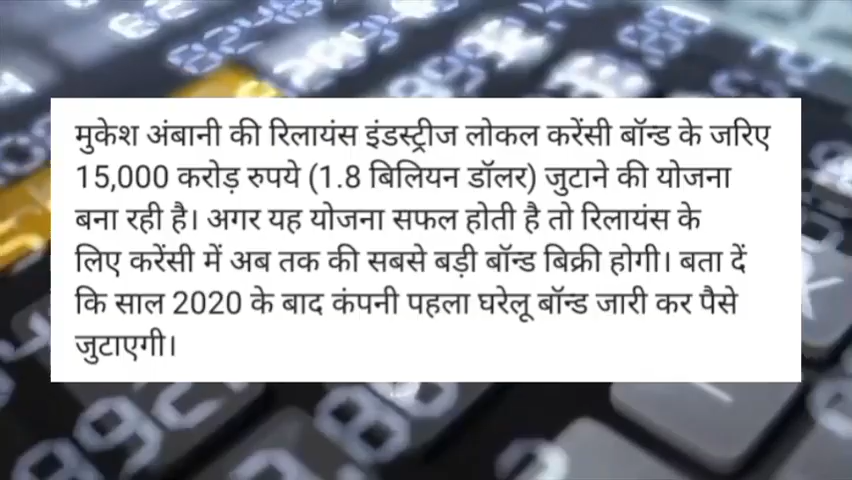 मुकेश अंबानी की रिलायंस इंडस्ट्रीज लोकल करेंसी बॉन्ड के जरिए
15,000 करोड़ रुपये (1.8 बिलियन डॉलर) जुटाने की योजना
बना रही है। अगर यह योजना सफल होती है तो रिलायंस के
लिए करेंसी में अब तक की सबसे बड़ी बॉन्ड बिक्री होगी। बता दें
कि साल 2020 के बाद कंपनी पहला घरेलू बॉन्ड जारी कर पैसे
जुटाएगी।